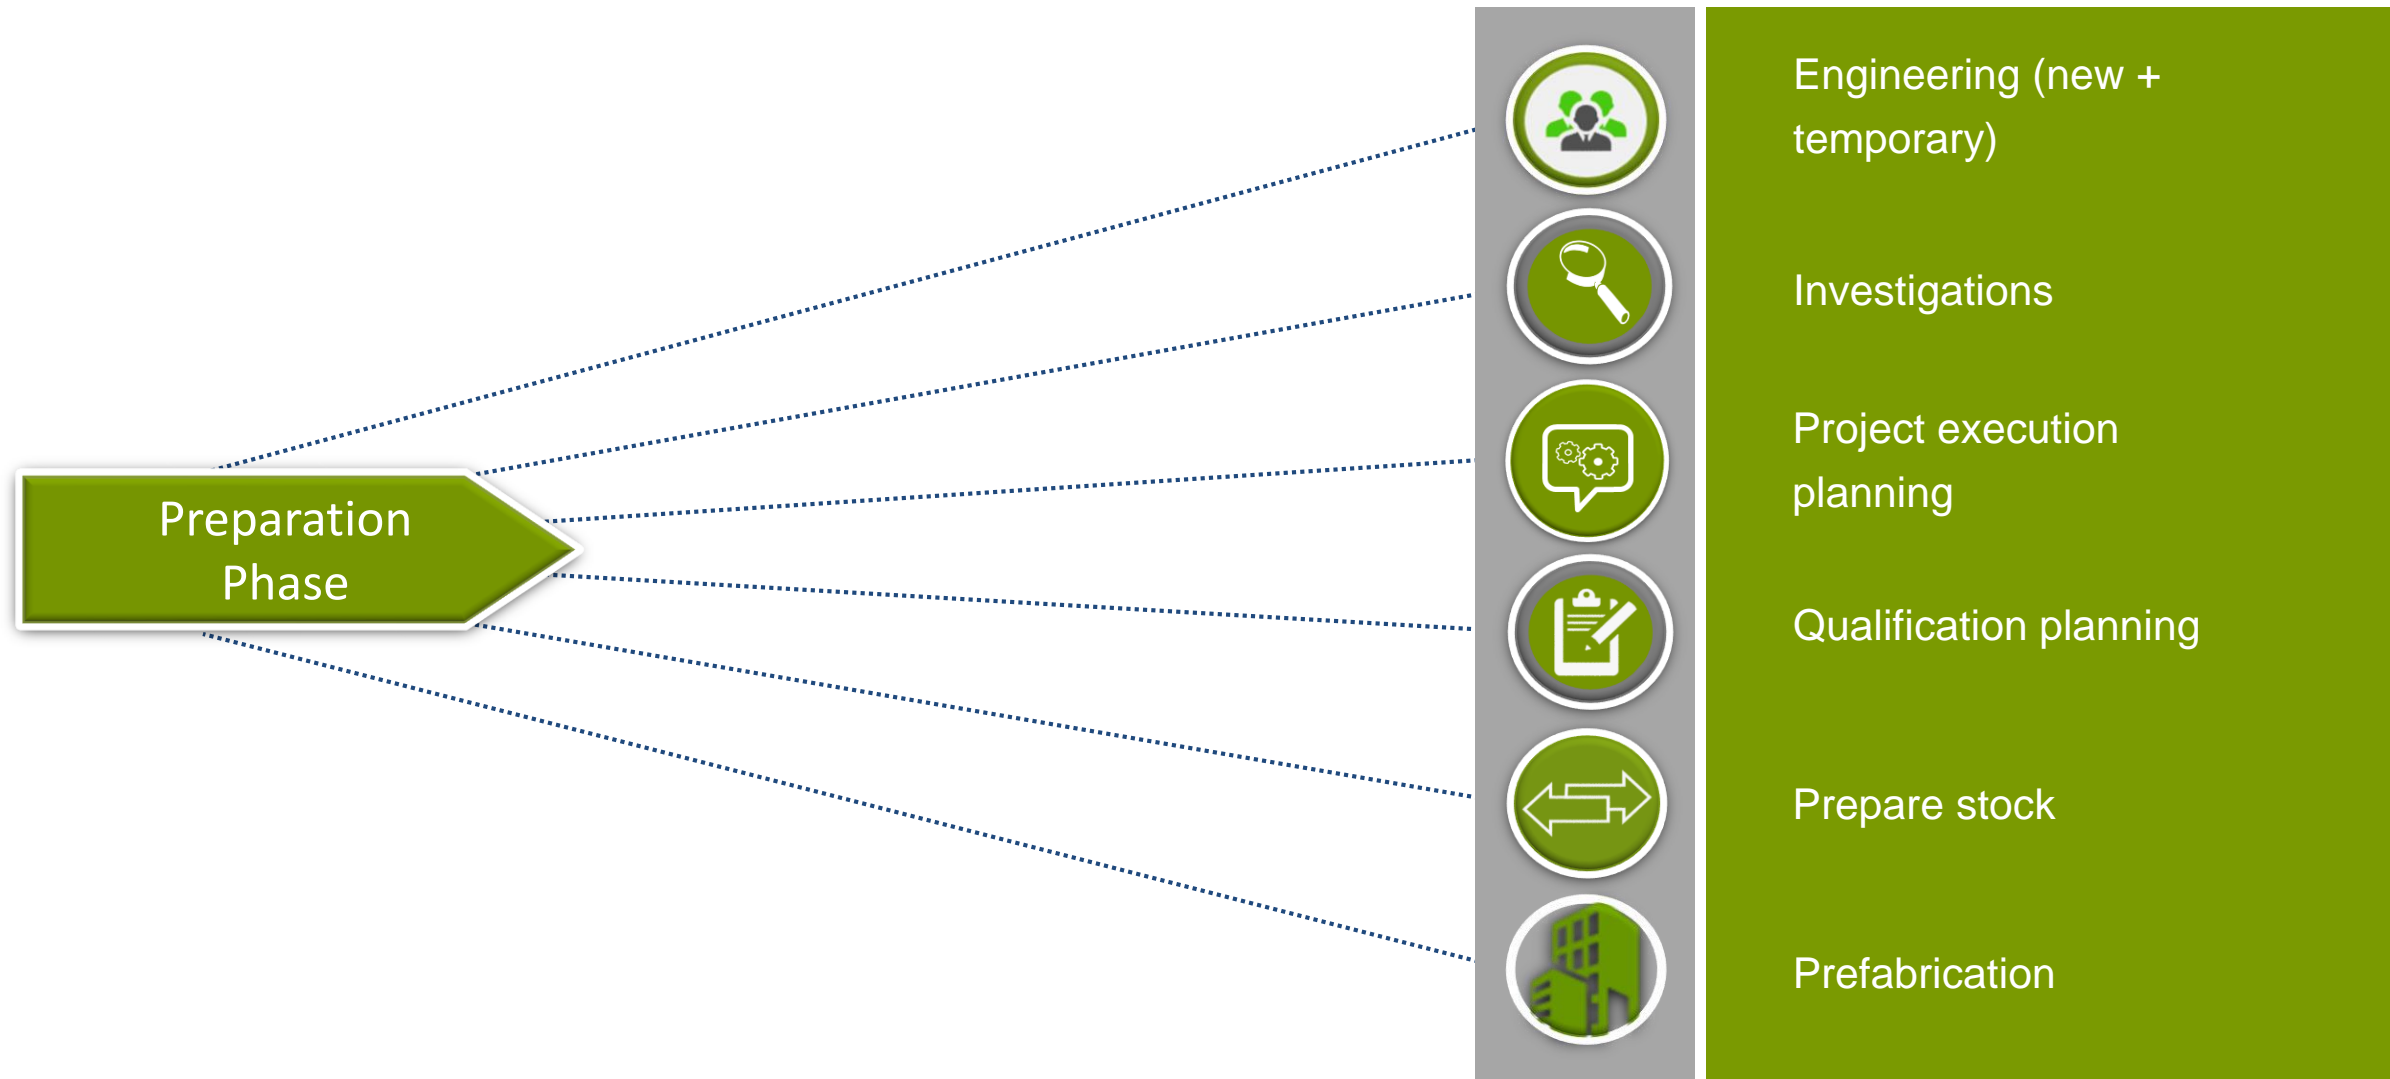 Preparation
Phase
Engineering (new +
temporary)
Investigations
Project execution
planning
Qualification planning
Prepare stock
Prefabrication